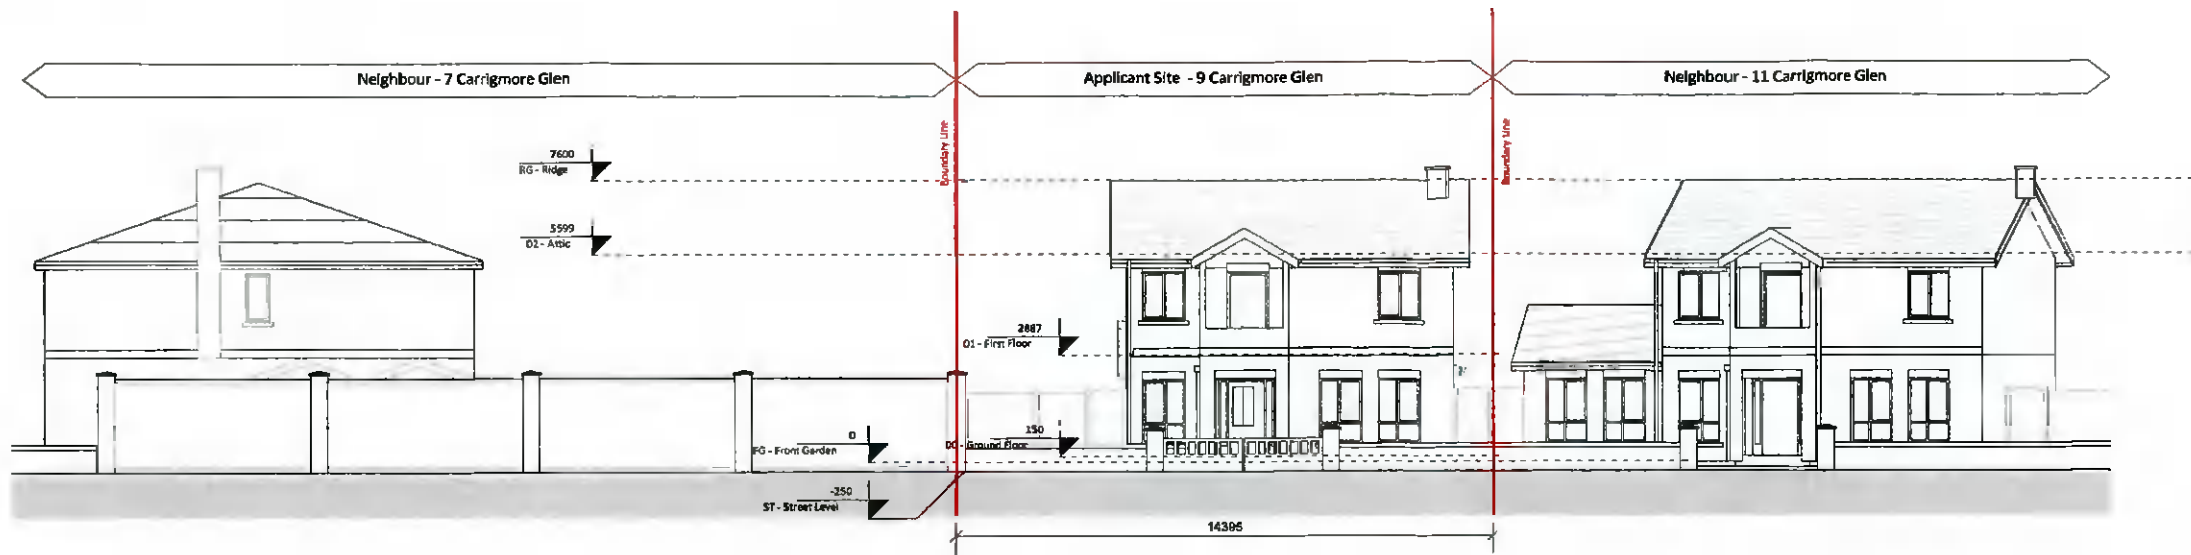 Neighbour - 7 Carrigmore Glen
Applicant Site - 9 Carrigmore Glen
Neighbour - 11 Carrigmore Glen
Boundary Line
Boundary Line
7600
RG - Ridge
5599
02 - Attic
2887
01 - First Floor
150
00 - Ground Floor
0
FG - Front Garden
-250
ST - Street Level
14395